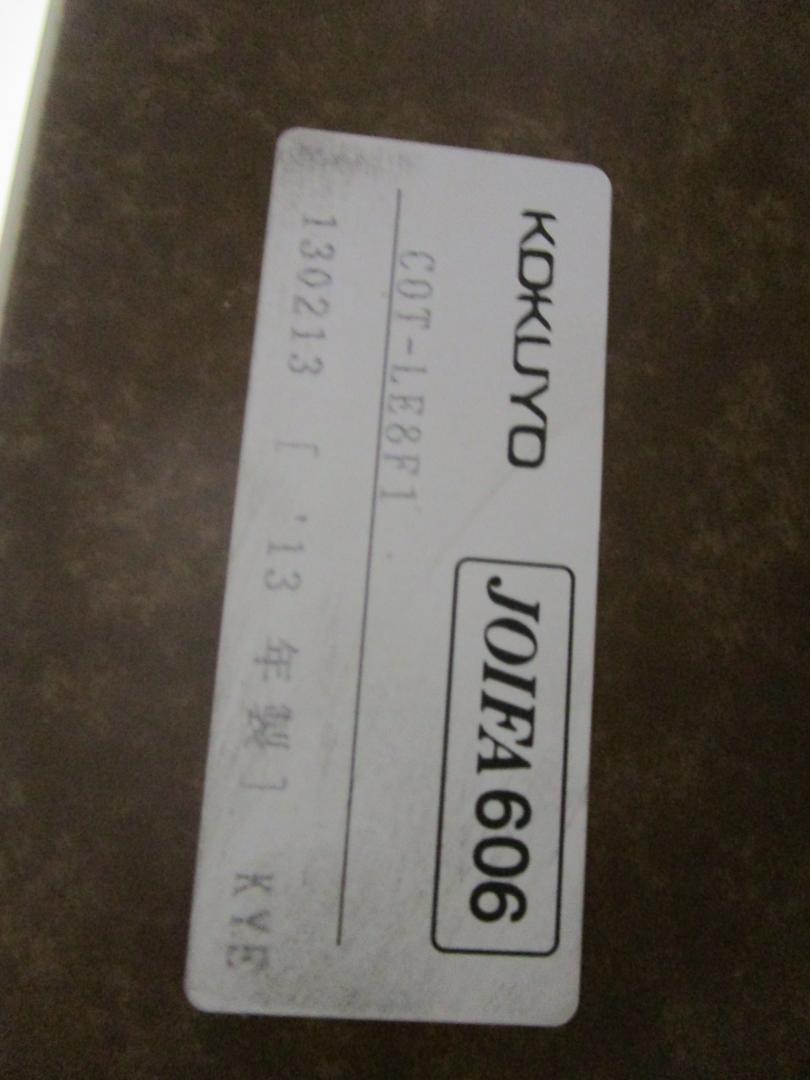 KOKUYO JOIFA 606
COT-LE8F1
130213 [ '13 年製 ] KYE